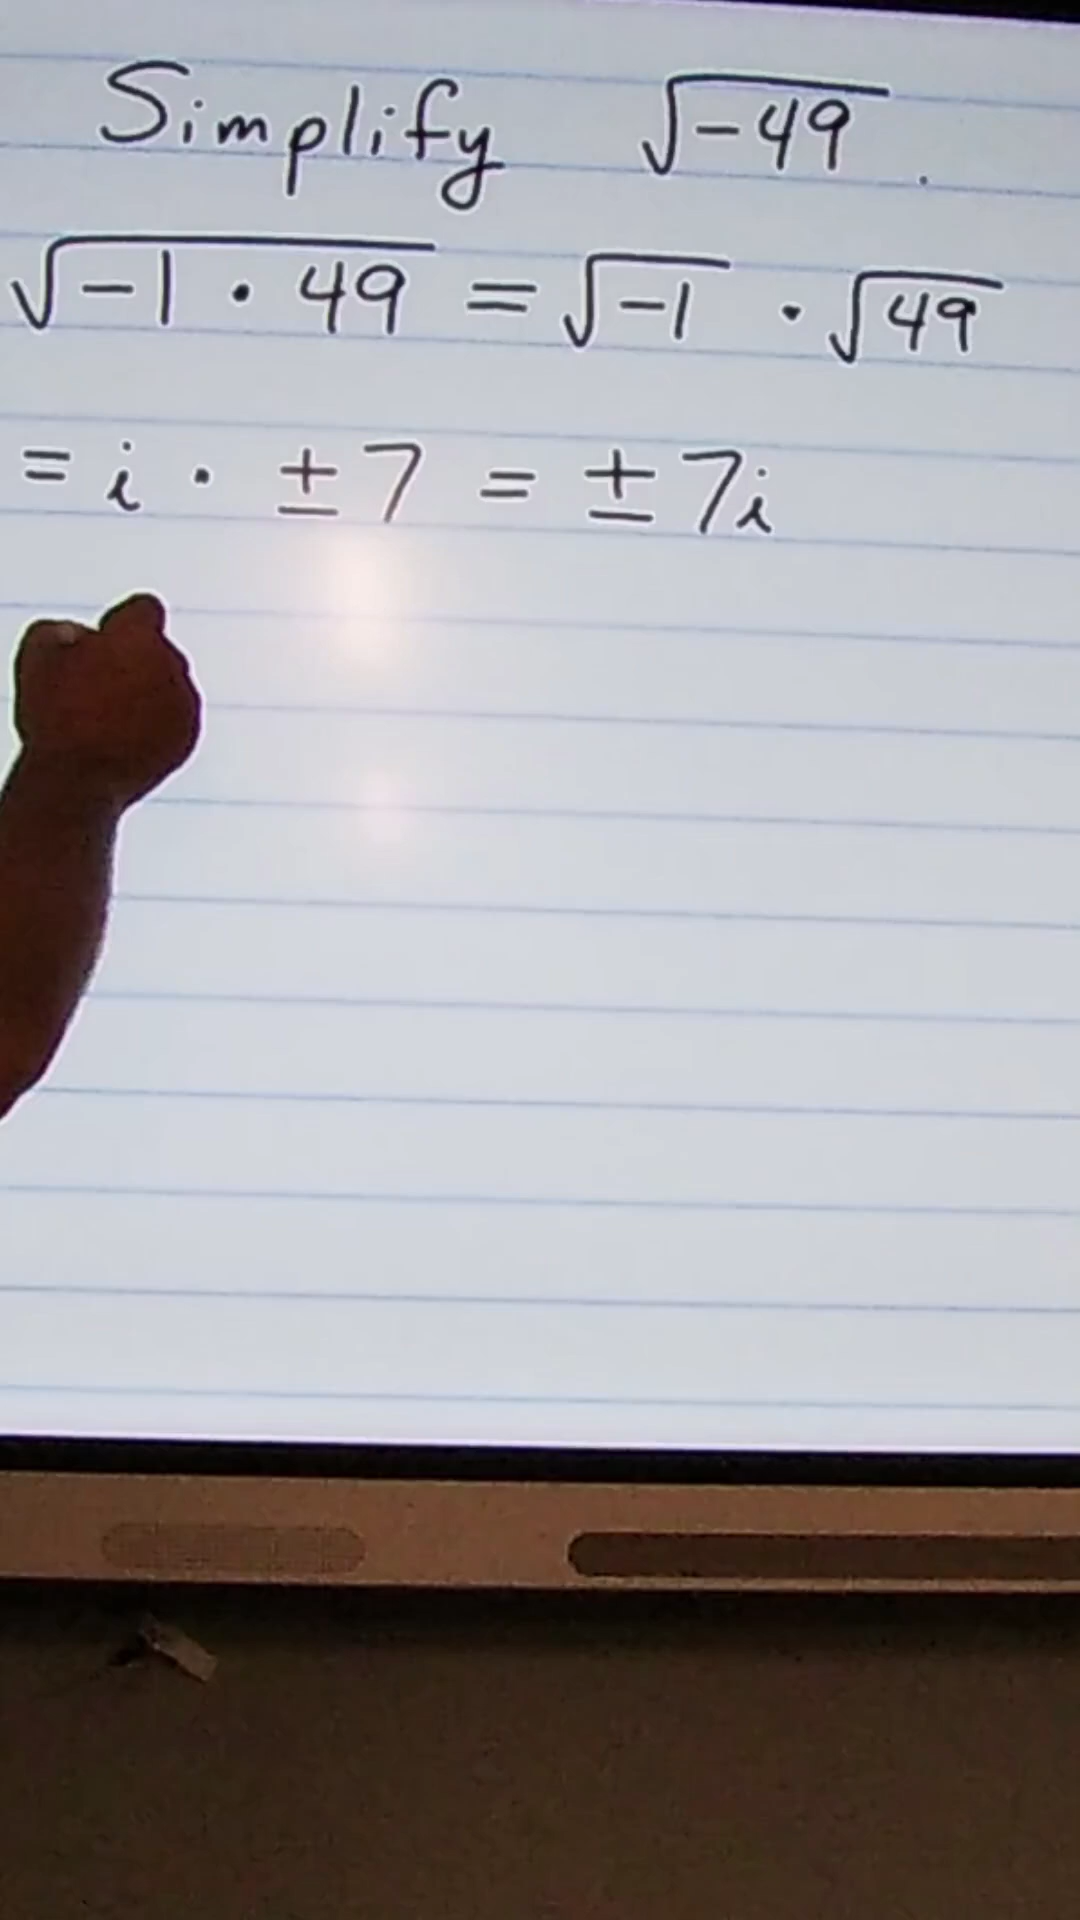 Simplify √-49.
√-1 · 49 = √-1 · √49
= i · ±7 = ±7i